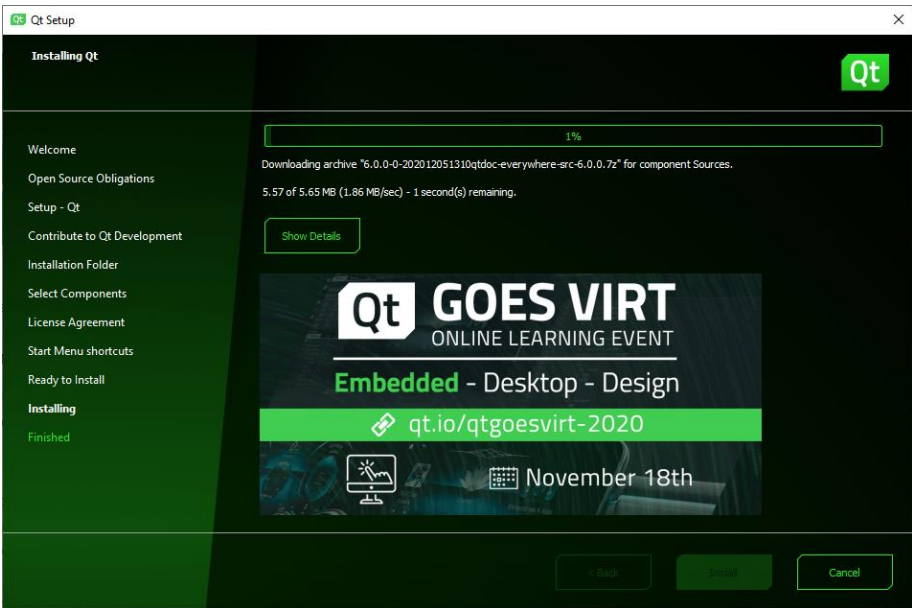 Qt Qt Setup
Installing Qt
Qt
Welcome
Open Source Obligations
Setup - Qt
Contribute to Qt Development
Installation Folder
Select Components
License Agreement
Start Menu shortcuts
Ready to Install
Installing
Finished
1%
Downloading archive "6.0.0-0-202012051310qtdoc-everywhere-src-6.0.0.7z" for component Sources.
5.57 of 5.65 MB (1.86 MB/sec) - 1 second(s) remaining.
Show Details
Qt GOES VIRT
ONLINE LEARNING EVENT
Embedded - Desktop - Design
qt.io/qtgoesvirt-2020
November 18th
< Back
Install
Cancel